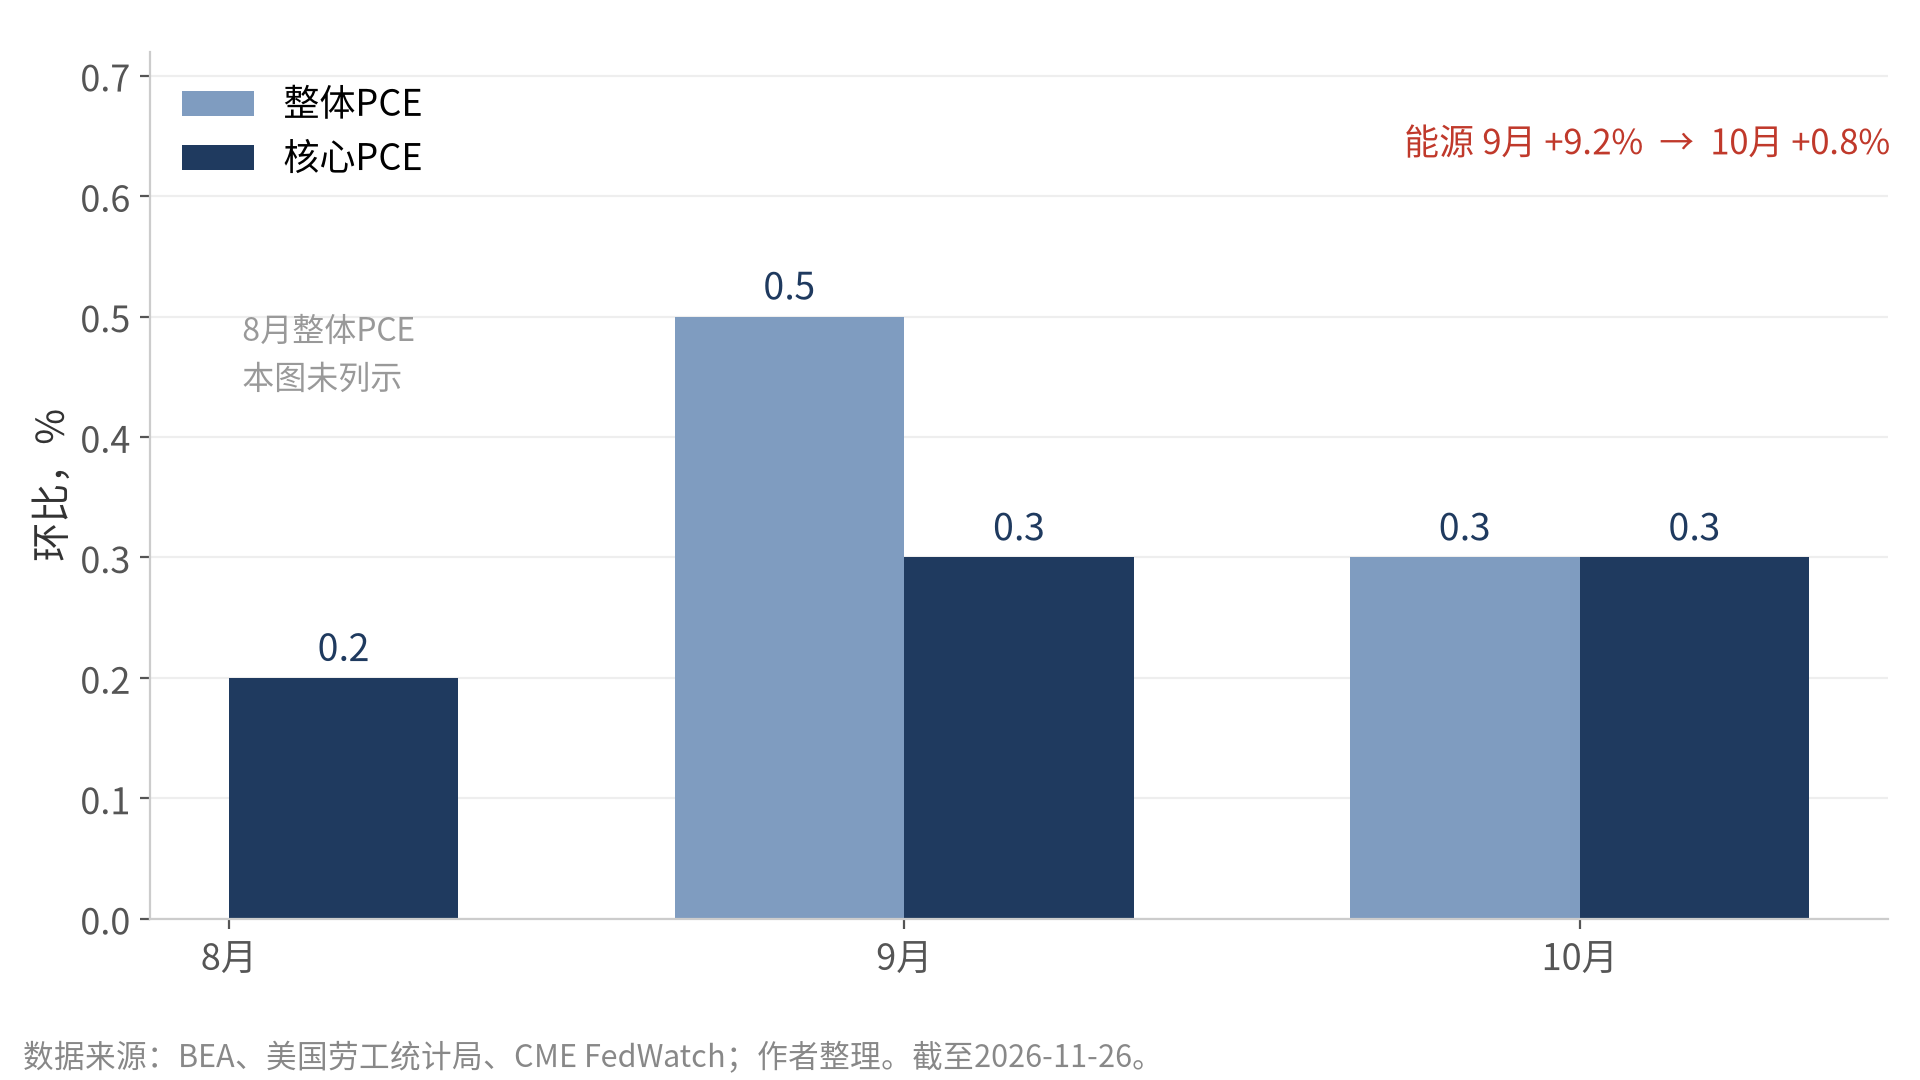 0.7
0.6
0.5
0.4
0.3
0.2
0.1
0.0
环比，%
整体PCE
核心PCE
能源 9月 +9.2% → 10月 +0.8%
8月整体PCE
本图未列示
0.2
0.5
0.3
0.3
0.3
8月
9月
10月
数据来源：BEA、美国劳工统计局、CME FedWatch；作者整理。截至2026-11-26。